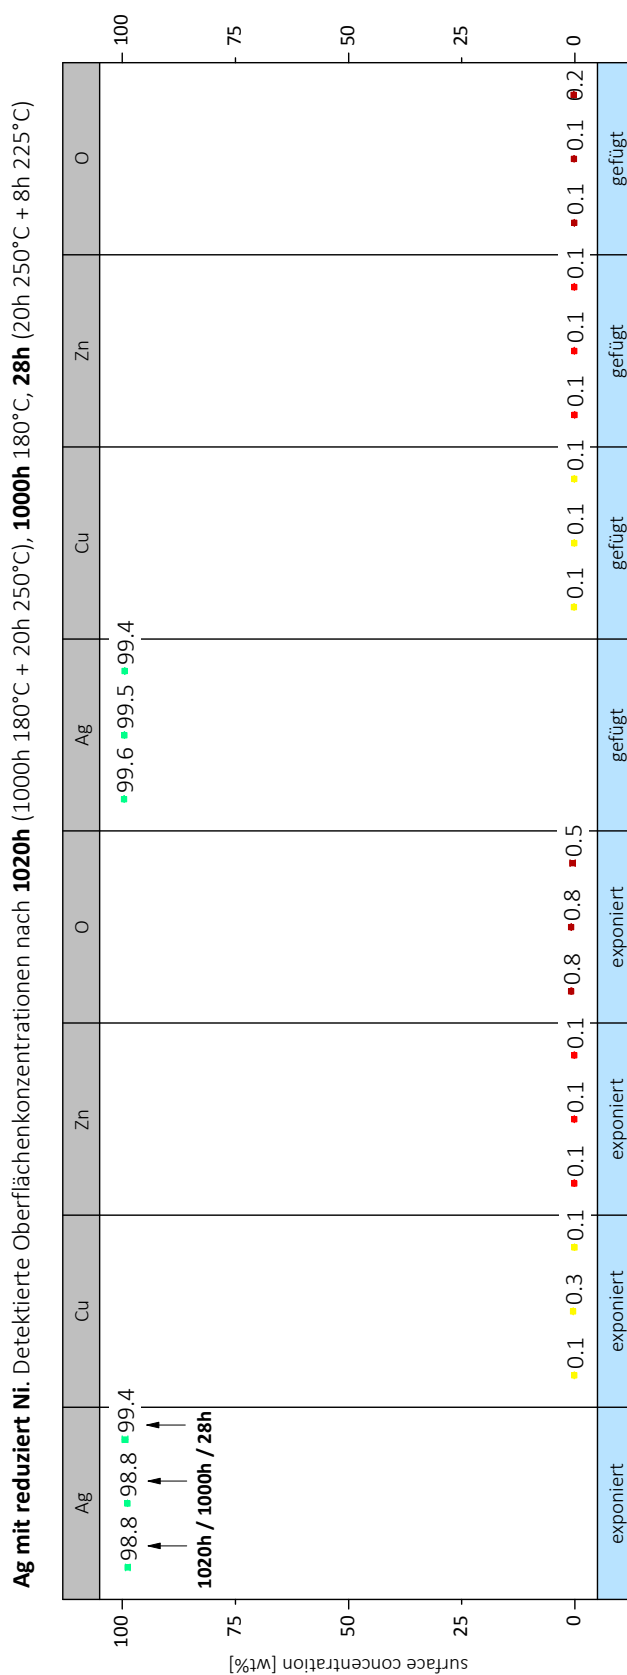 Ag mit reduziert Ni. Detektierte Oberflächenkonzentrationen nach 1020h (1000h 180°C + 20h 250°C), 1000h 180°C, 28h (20h 250°C + 8h 225°C)
Ag Cu Zn O Ag Cu Zn O
100 98.8 98.8 99.4 99.6 99.5 99.4 100
1020h / 1000h / 28h
75 75
50 50
25 25
0 0.1 0.3 0.1 0.1 0.1 0.1 0.8 0.8 0.5 0.1 0.1 0.1 0.1 0.1 0.1 0.1 0.1 0.2 0
exponiert exponiert exponiert exponiert gefügt gefügt gefügt gefügt
surface concentration [wt%]